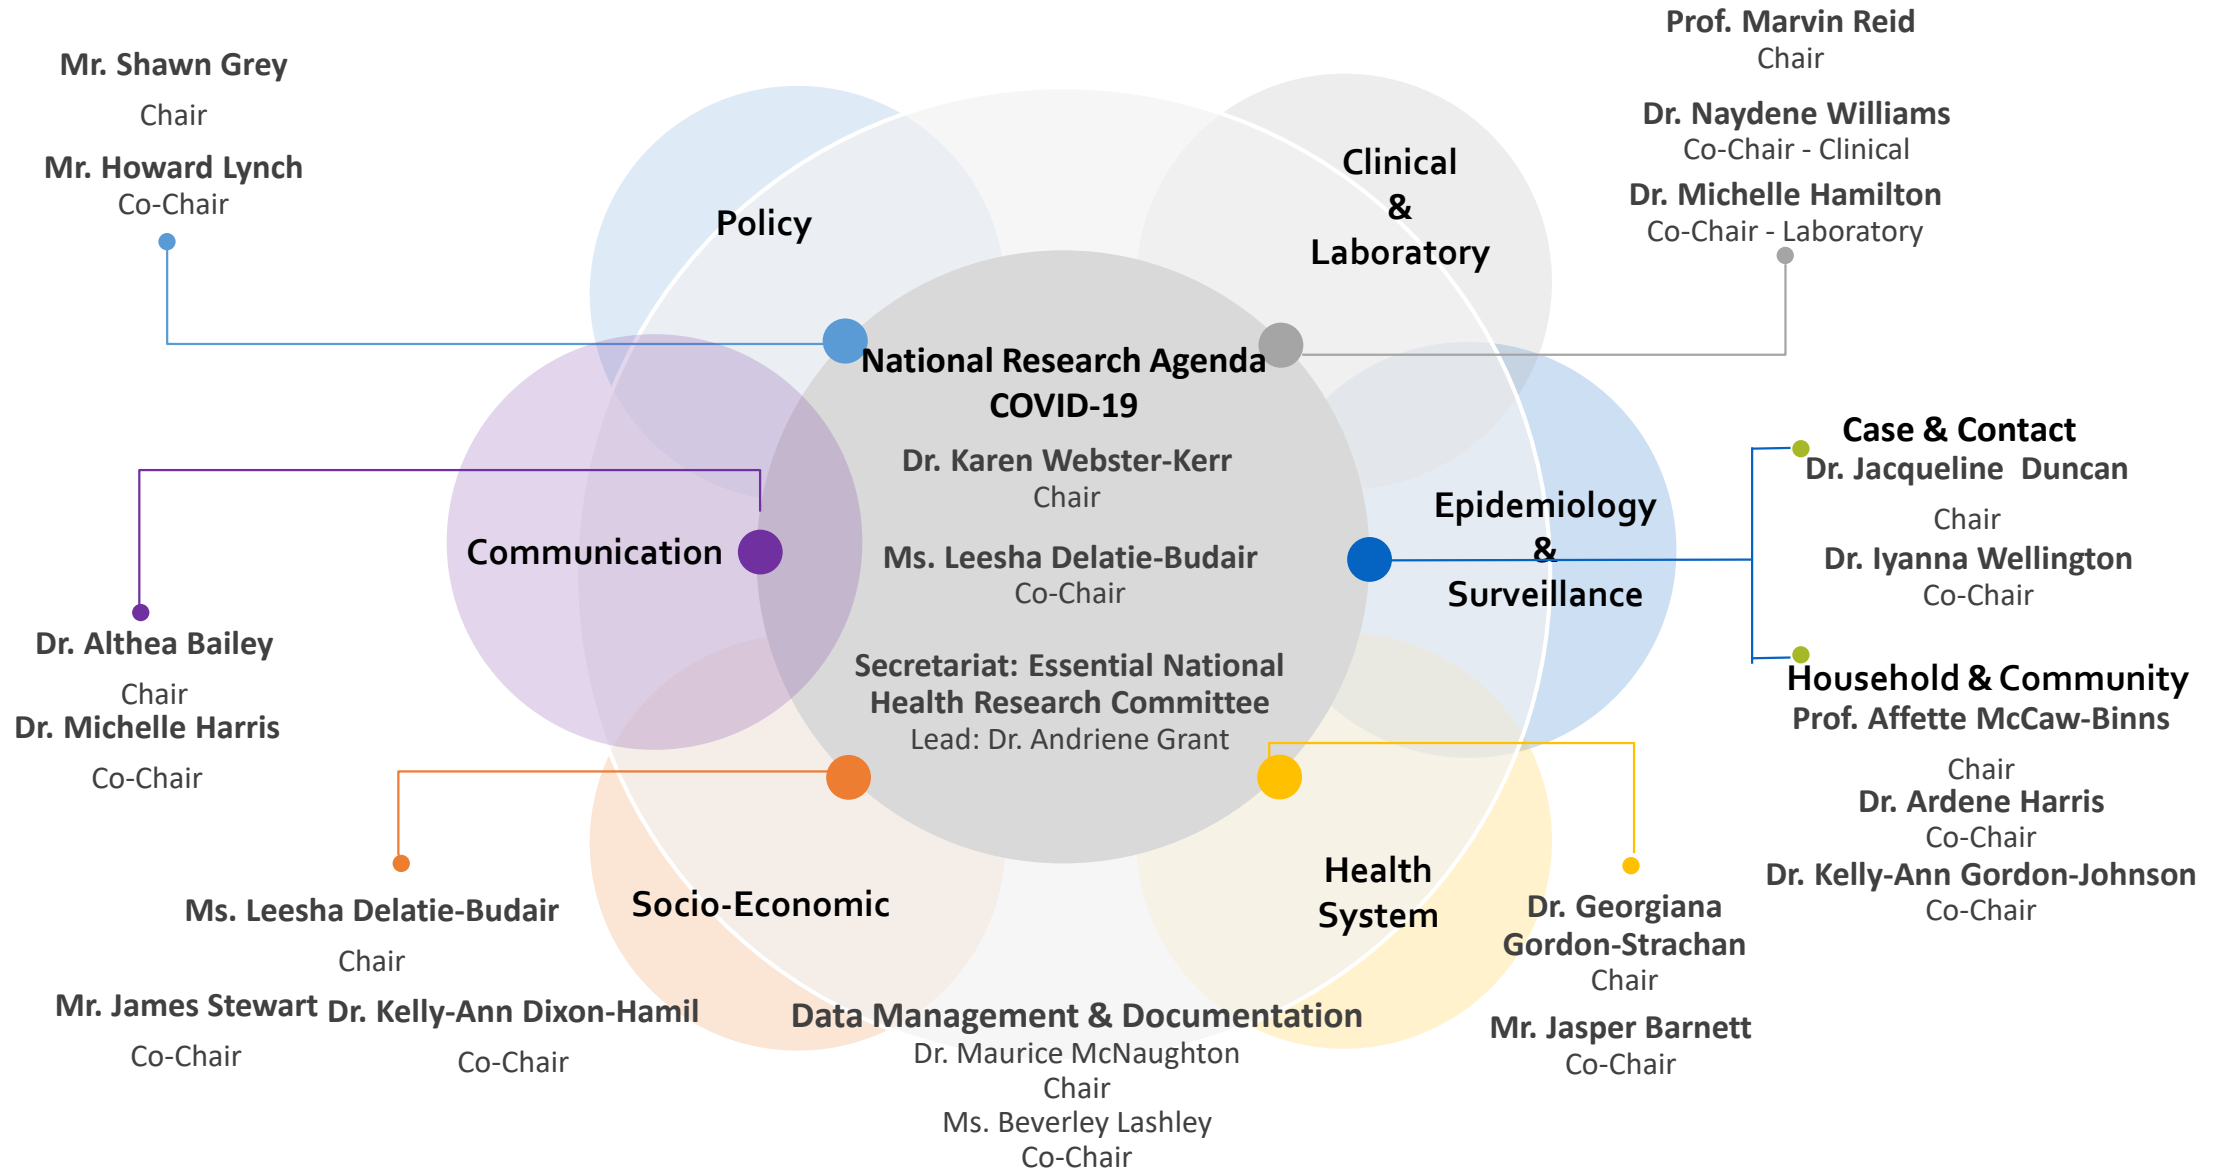 Mr. Shawn Grey
Chair
Mr. Howard Lynch
Co-Chair
Policy
Clinical
&
Laboratory
Prof. Marvin Reid
Chair
Dr. Naydene Williams
Co-Chair - Clinical
Dr. Michelle Hamilton
Co-Chair - Laboratory
National Research Agenda
COVID-19
Dr. Karen Webster-Kerr
Chair
Ms. Leesha Delatie-Budair
Co-Chair
Secretariat: Essential National
Health Research Committee
Lead: Dr. Andriene Grant
Communication
Dr. Althea Bailey
Chair
Dr. Michelle Harris
Co-Chair
Epidemiology
&
Surveillance
Case & Contact
Dr. Jacqueline  Duncan
Chair
Dr. Iyanna Wellington
Co-Chair
Household & Community
Prof. Affette McCaw-Binns
Chair
Dr. Ardene Harris
Co-Chair
Dr. Kelly-Ann Gordon-Johnson
Co-Chair
Socio-Economic
Ms. Leesha Delatie-Budair
Chair
Mr. James Stewart
Co-Chair
Dr. Kelly-Ann Dixon-Hamil
Co-Chair
Health
System
Dr. Georgiana
Gordon-Strachan
Chair
Mr. Jasper Barnett
Co-Chair
Data Management & Documentation
Dr. Maurice McNaughton
Chair
Ms. Beverley Lashley
Co-Chair